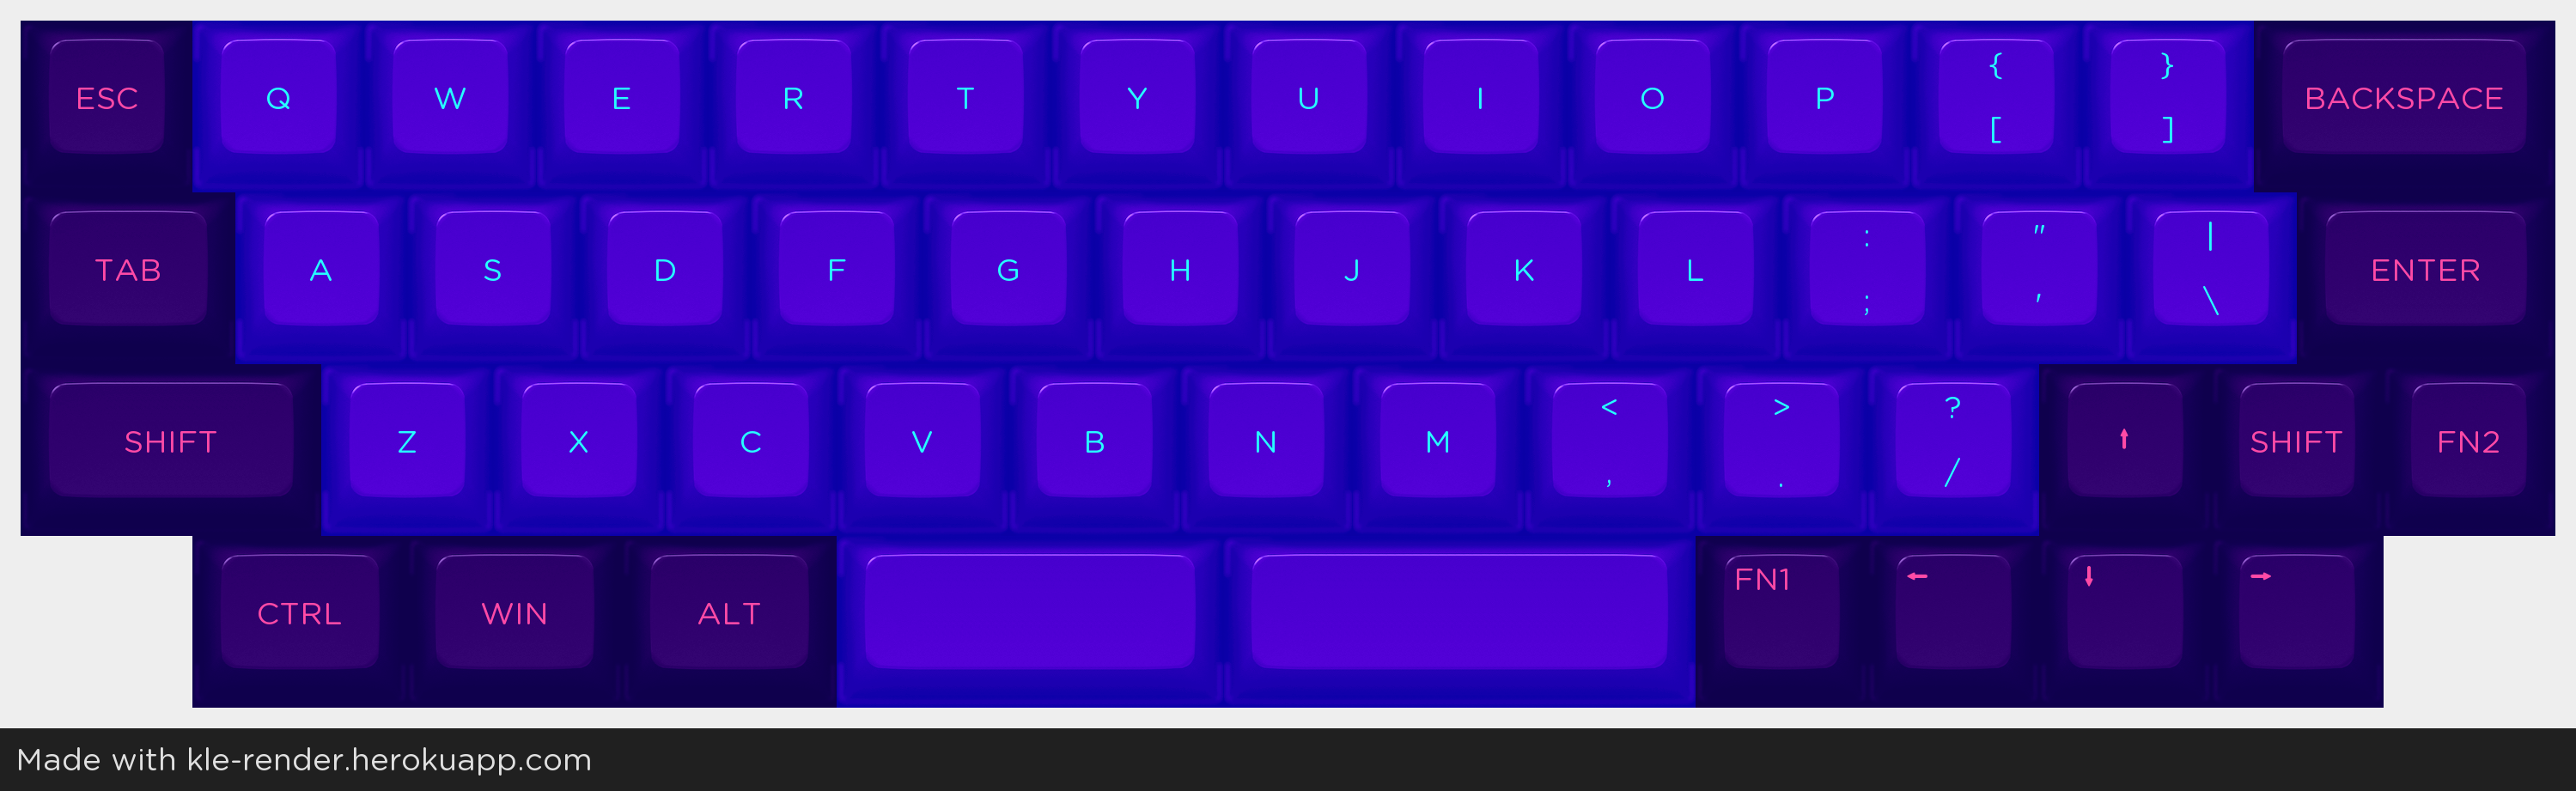 ESC Q W E R T Y U I O P { [ } ] BACKSPACE
TAB A S D F G H J K L : ; " ' | \ ENTER
SHIFT Z X C V B N M < , > . ? / ↑ SHIFT FN2
CTRL WIN ALT FN1 ← ↓ →
Made with kle-render.herokuapp.com